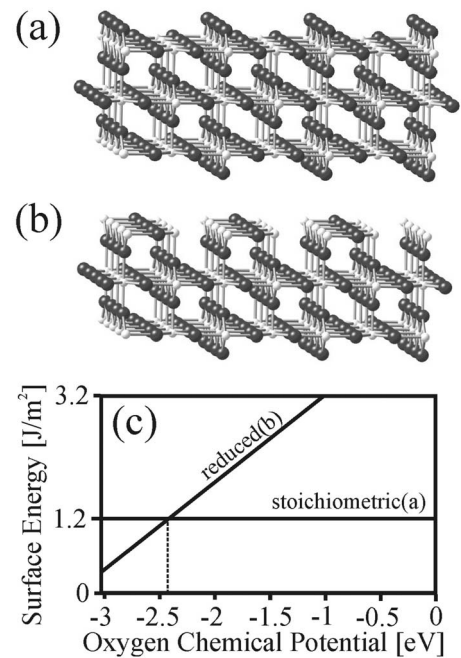 (a)
(b)
(c)
Surface Energy [J/m²]
3.2
1.2
0
reduced(b)
stoichiometric(a)
-3 -2.5 -2 -1.5 -1 -0.5 0
Oxygen Chemical Potential [eV]